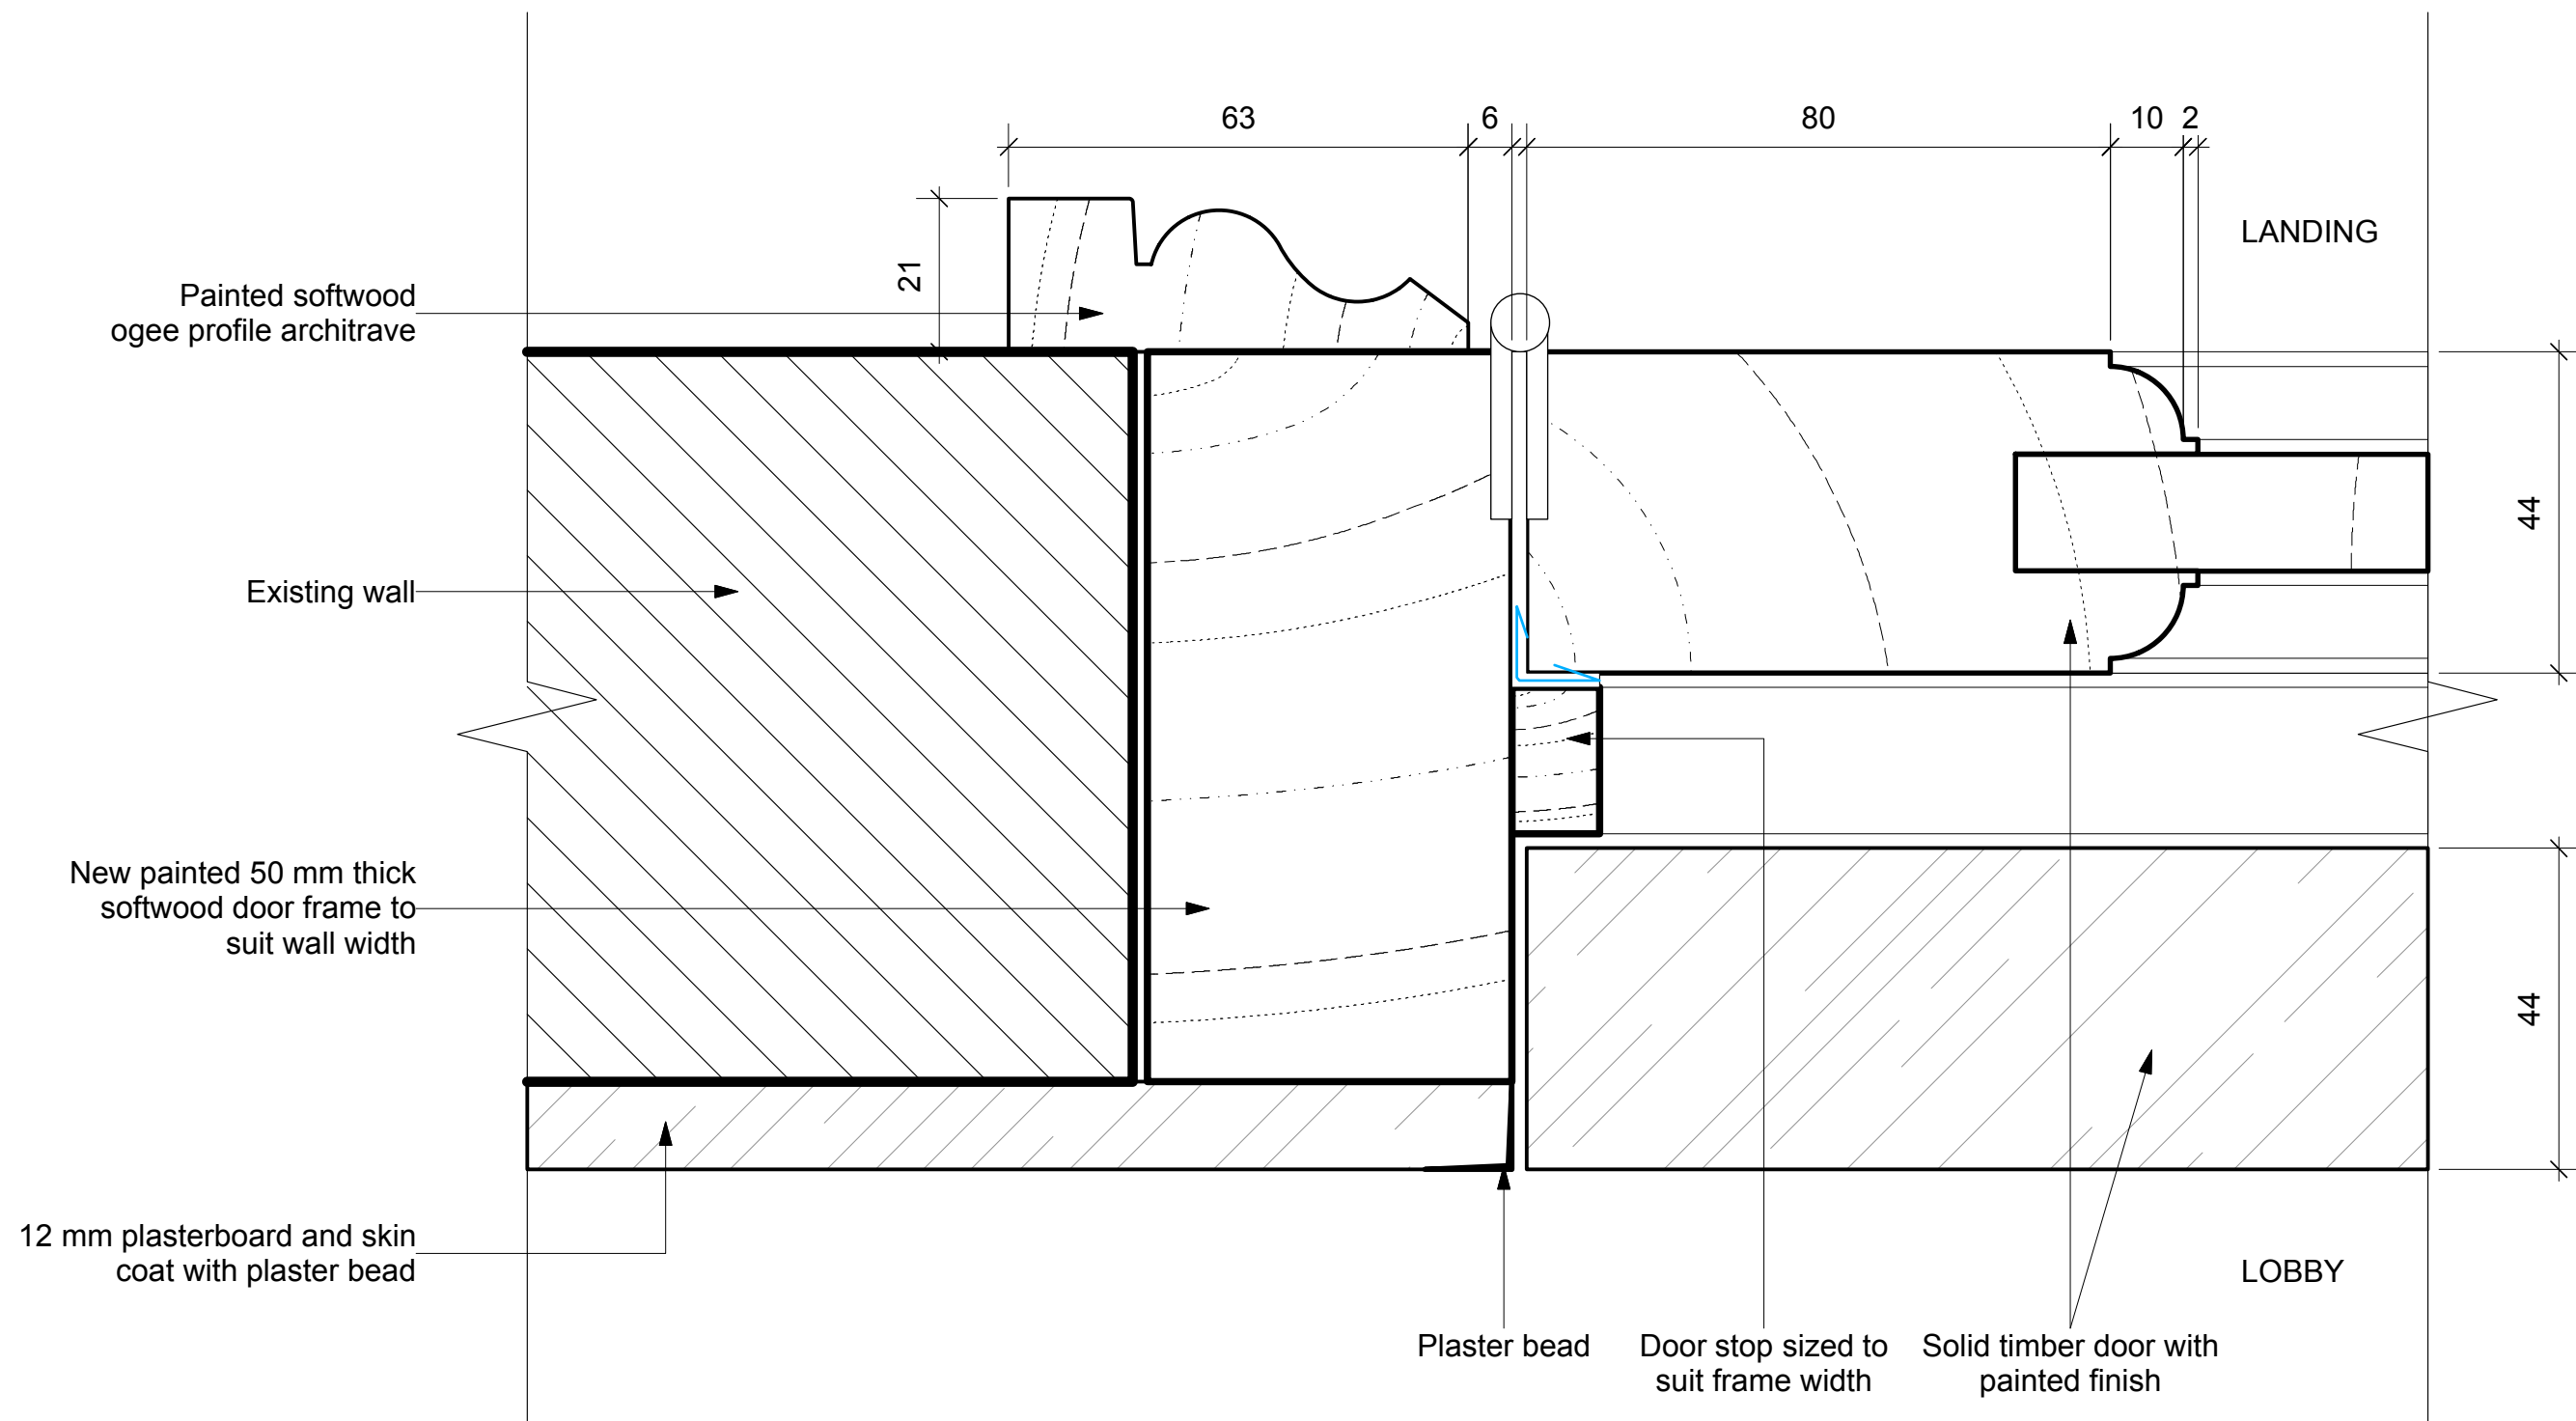 63
6
80
10
2
LANDING
21
Painted softwood
ogee profile architrave
44
Existing wall
New painted 50 mm thick
softwood door frame to
suit wall width
44
12 mm plasterboard and skin
coat with plaster bead
LOBBY
Plaster bead
Door stop sized to
suit frame width
Solid timber door with
painted finish